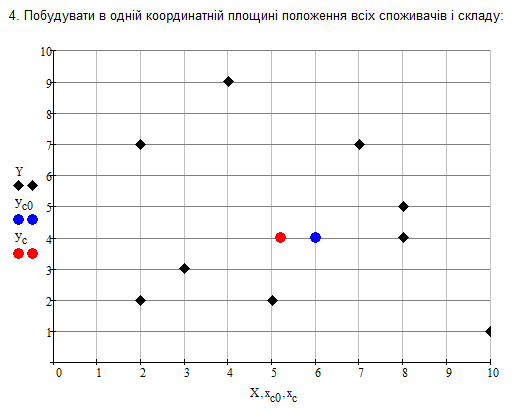 4. Побудувати в одній координатній площині положення всіх споживачів і складу:
10
9
8
7
6
5
4
3
2
1
Y
yc0
yc
0 1 2 3 4 5 6 7 8 9 10
X,xc0,xc